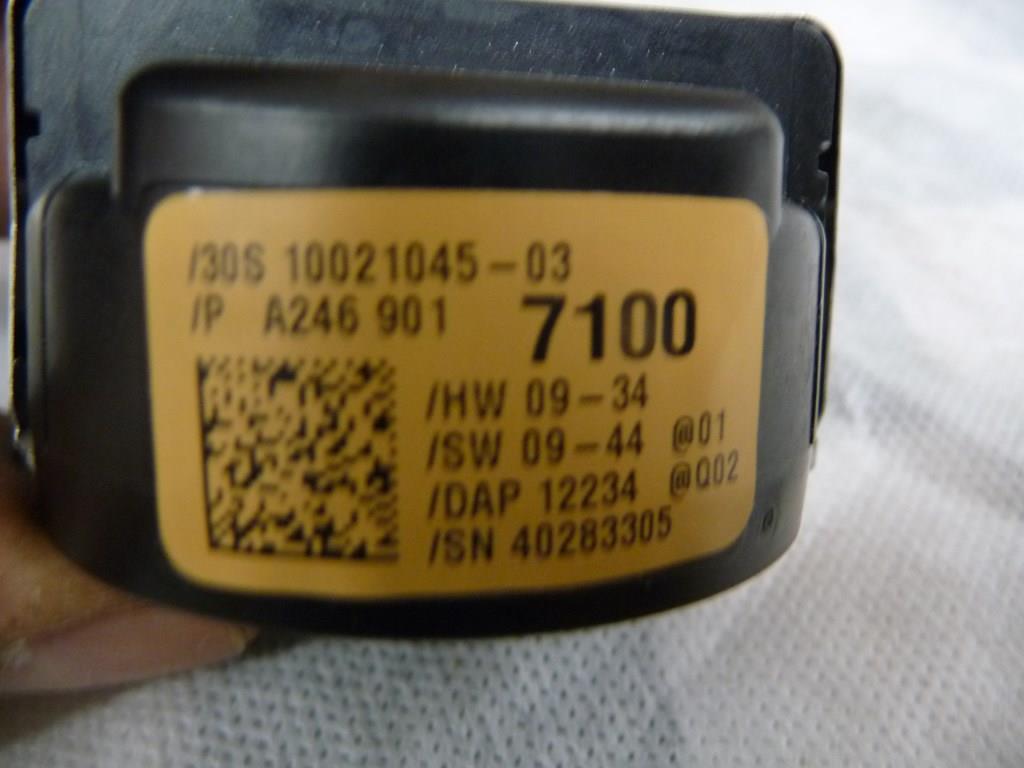 /30S 10021045-03
/P A246 901 7100
/HW 09-34
/SW 09-44 @01
/DAP 12234 @Q02
/SN 40283305